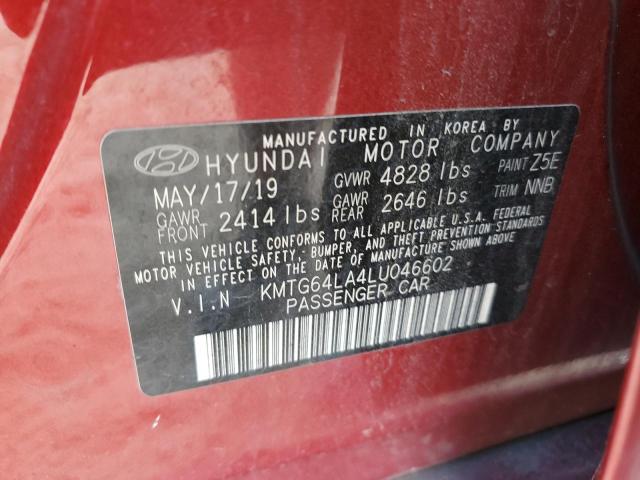 MANUFACTURED IN KOREA BY
HYUNDAI MOTOR COMPANY
MAY/17/19 GVWR 4828 lbs PAINT Z5E
GAWR FRONT 2414 lbs GAWR REAR 2646 lbs TRIM NNB
THIS VEHICLE CONFORMS TO ALL APPLICABLE U.S.A. FEDERAL
MOTOR VEHICLE SAFETY, BUMPER, AND THEFT PREVENTION STANDARDS
IN EFFECT ON THE DATE OF MANUFACTURE SHOWN ABOVE.
V.I.N KMTG64LA4LU046602
PASSENGER CAR